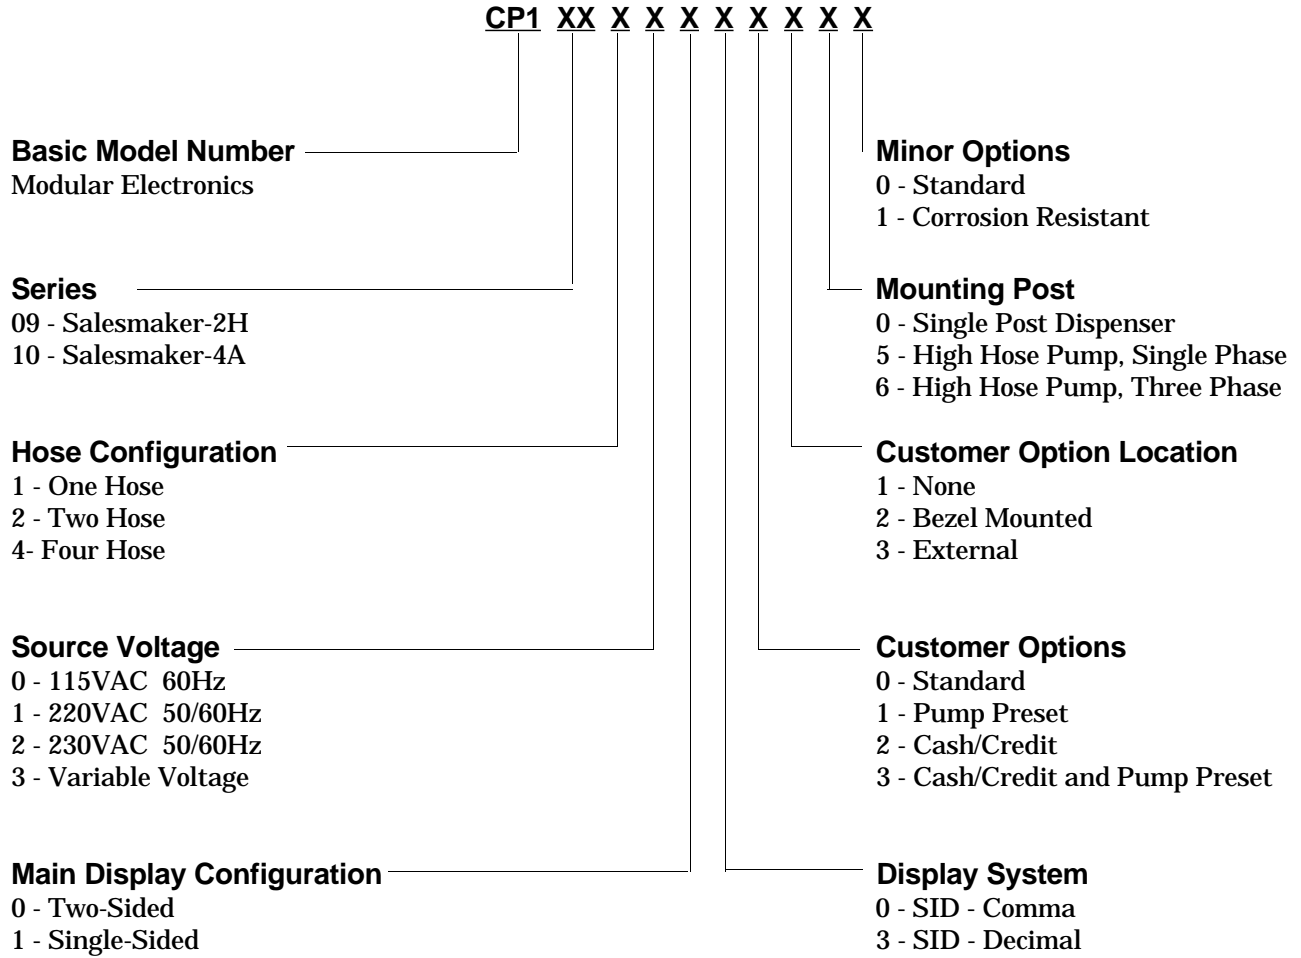 CP1 XX X X X X X X X X
Basic Model Number
Modular Electronics
Series
09 - Salesmaker-2H
10 - Salesmaker-4A
Hose Configuration
1 - One Hose
2 - Two Hose
4- Four Hose
Source Voltage
0 - 115VAC 60Hz
1 - 220VAC 50/60Hz
2 - 230VAC 50/60Hz
3 - Variable Voltage
Main Display Configuration
0 - Two-Sided
1 - Single-Sided
Minor Options
0 - Standard
1 - Corrosion Resistant
Mounting Post
0 - Single Post Dispenser
5 - High Hose Pump, Single Phase
6 - High Hose Pump, Three Phase
Customer Option Location
1 - None
2 - Bezel Mounted
3 - External
Customer Options
0 - Standard
1 - Pump Preset
2 - Cash/Credit
3 - Cash/Credit and Pump Preset
Display System
0 - SID - Comma
3 - SID - Decimal